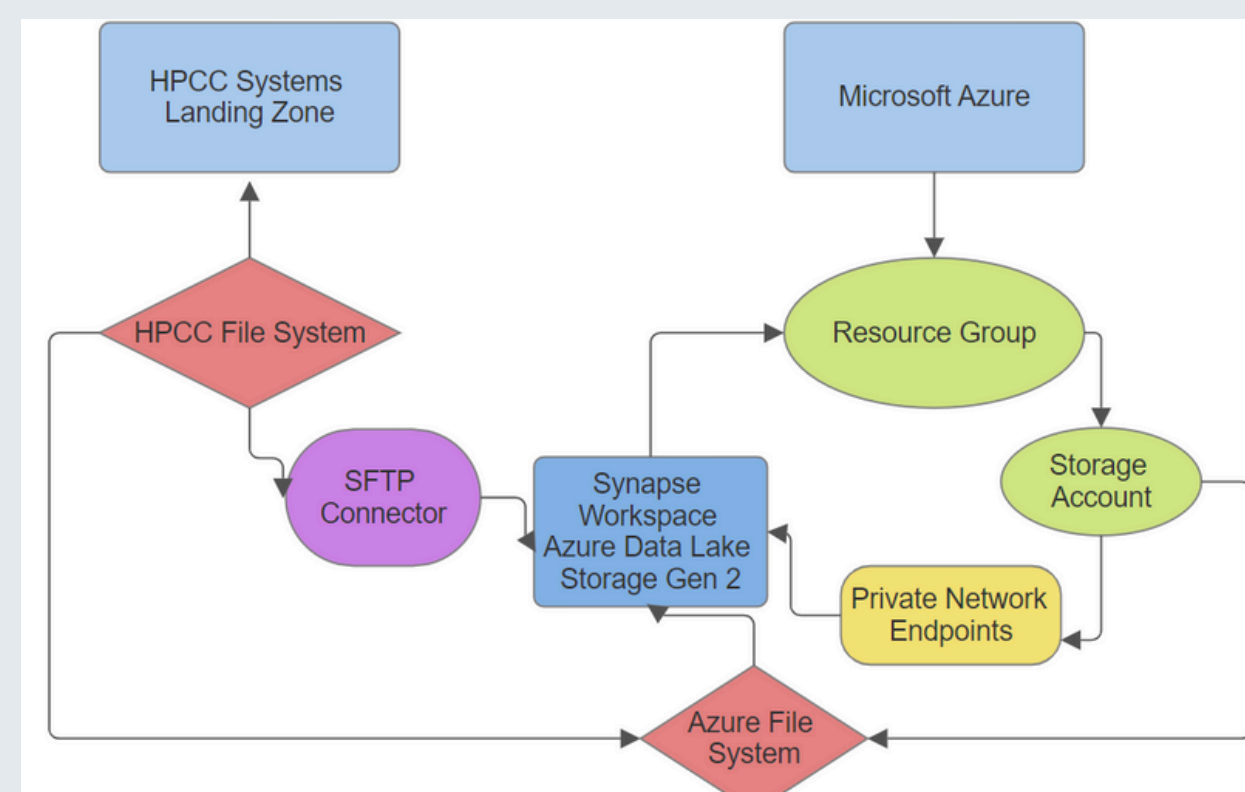 HPCC Systems
Landing Zone
Microsoft Azure
HPCC File System
Resource Group
SFTP
Connector
Synapse
Workspace
Azure Data Lake
Storage Gen 2
Storage
Account
Private Network
Endpoints
Azure File
System